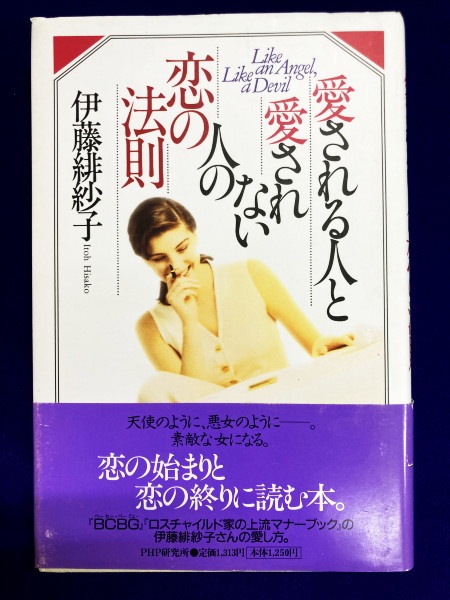 愛される人と
愛され
ない
人の
恋の
法則
Like
an Angel,
Like
a Devil
伊藤緋紗子
Itoh Hisako
天使のように、悪女のように――。
素敵な女になる。
恋の始まりと
恋の終りに読む本。
『BCBG』『ロスチャイルド家の上流マナーブック』の
伊藤緋紗子さんの愛し方。
PHP研究所●定価1,313円 本体1,250円